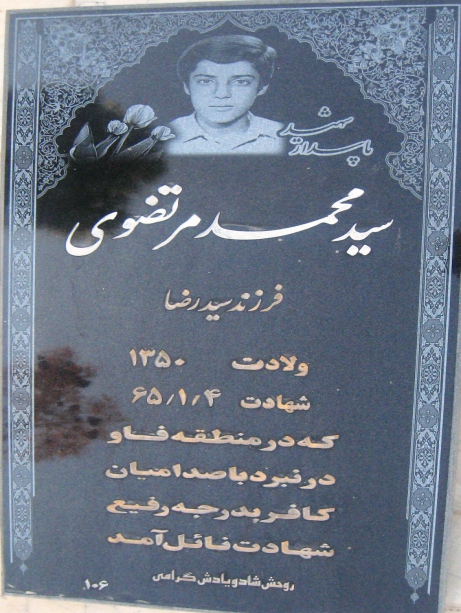 شهید
پاسدار
سید محمد مرتضوی
فرزند سید رضا
ولادت ۱۳۵۰
شهادت ۶۵/۱/۴
که در منطقه فاو
در نبرد با صدامیان
کافر بدرجه رفیع
شهادت نائل آمد
روحش شاد و یادش گرامی
۱۰۶